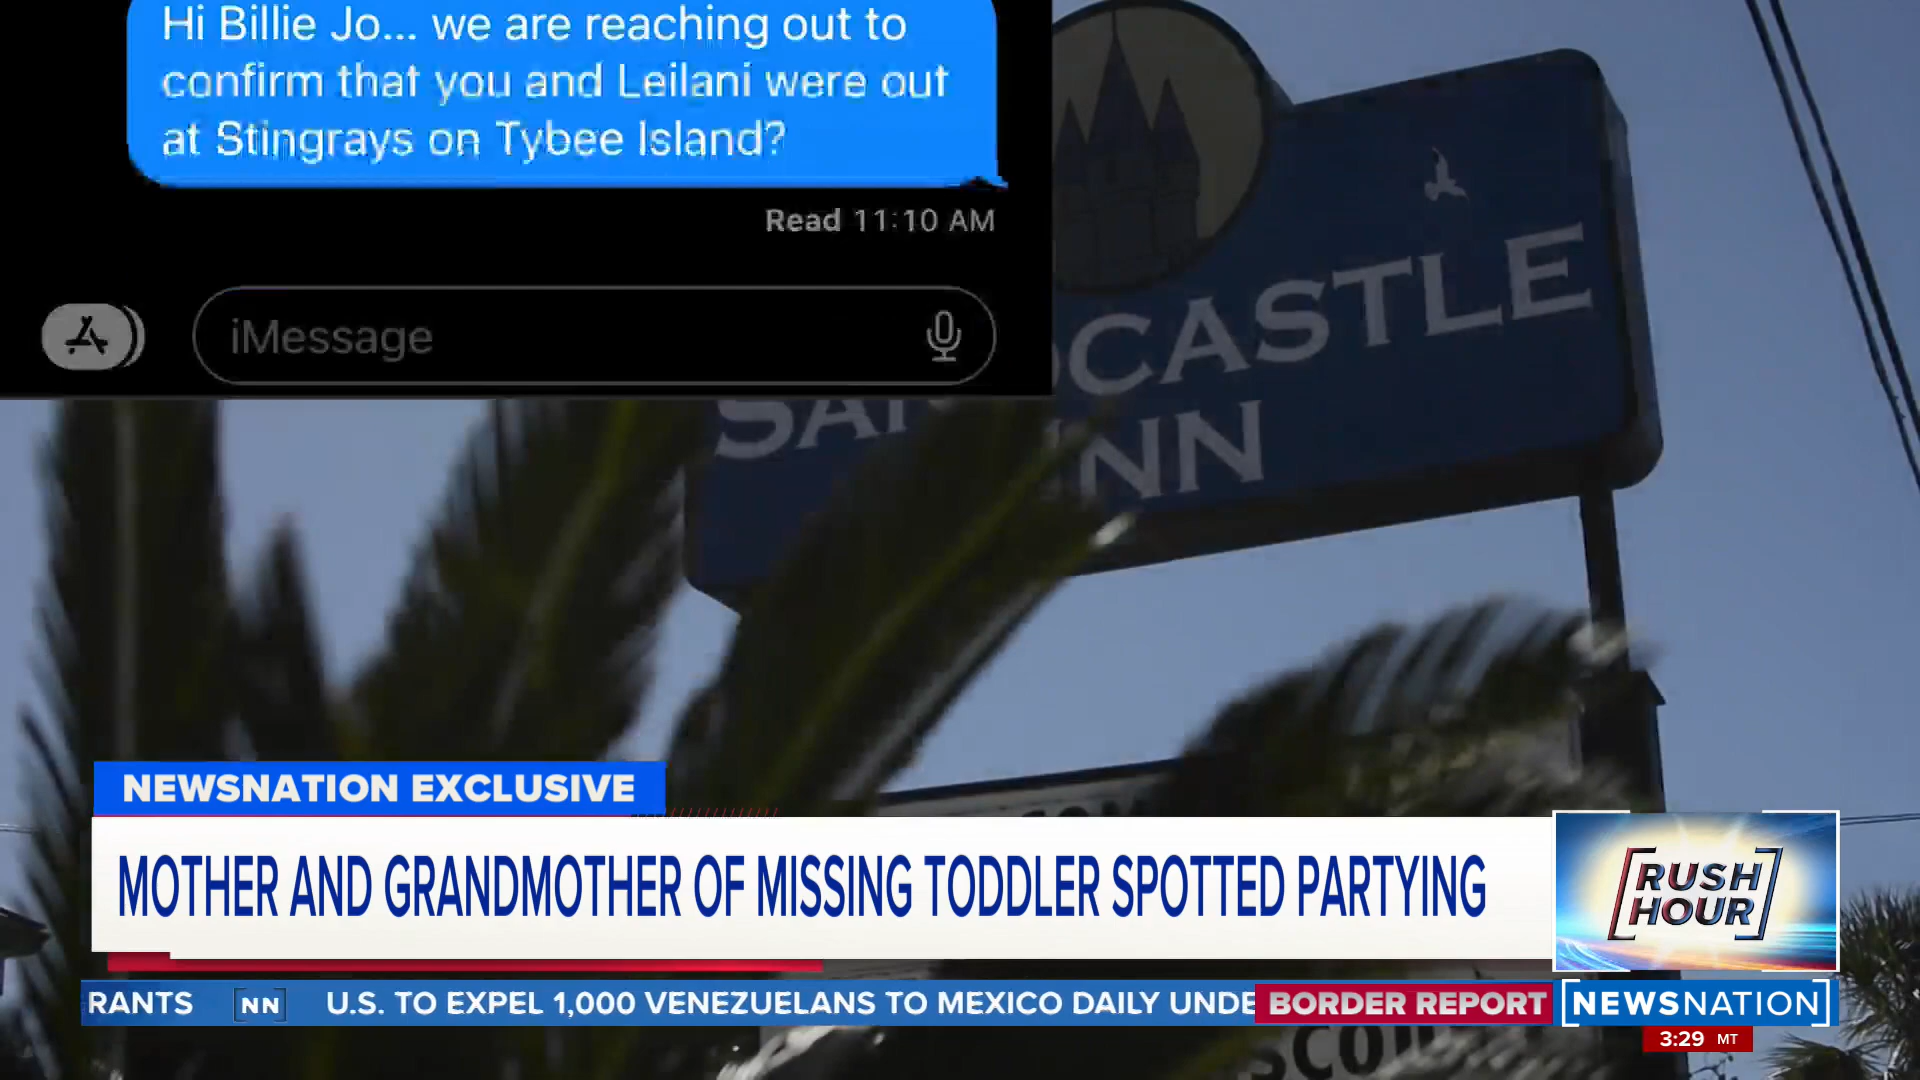 Hi Billie Jo... we are reaching out to
confirm that you and Leilani were out
at Stingrays on Tybee Island?
Read 11:10 AM
iMessage
CASTLE
INN
NEWSNATION EXCLUSIVE
MOTHER AND GRANDMOTHER OF MISSING TODDLER SPOTTED PARTYING
RUSH
HOUR
RANTS NN U.S. TO EXPEL 1,000 VENEZUELANS TO MEXICO DAILY UNDE
BORDER REPORT
NEWSNATION
3:29 MT